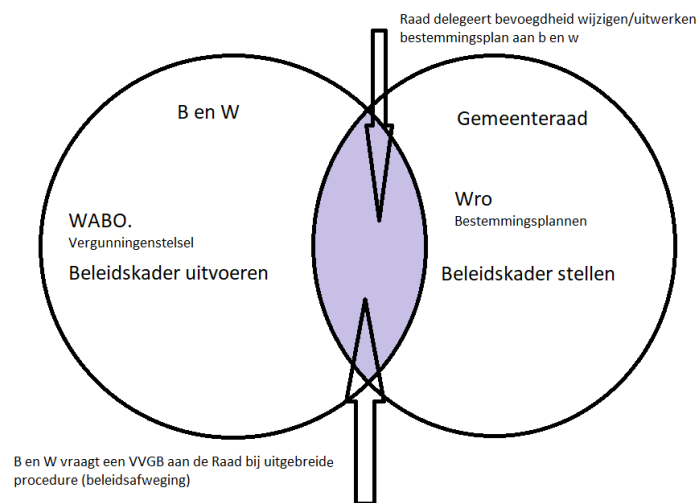 Raad delegeert bevoegdheid wijzigen/uitwerken
bestemmingsplan aan b en w
B en W
Gemeenteraad
WABO.
Vergunningenstelsel
Beleidskader uitvoeren
Wro
Bestemmingsplannen
Beleidskader stellen
B en W vraagt een VVGB aan de Raad bij uitgebreide
procedure (beleidsafweging)